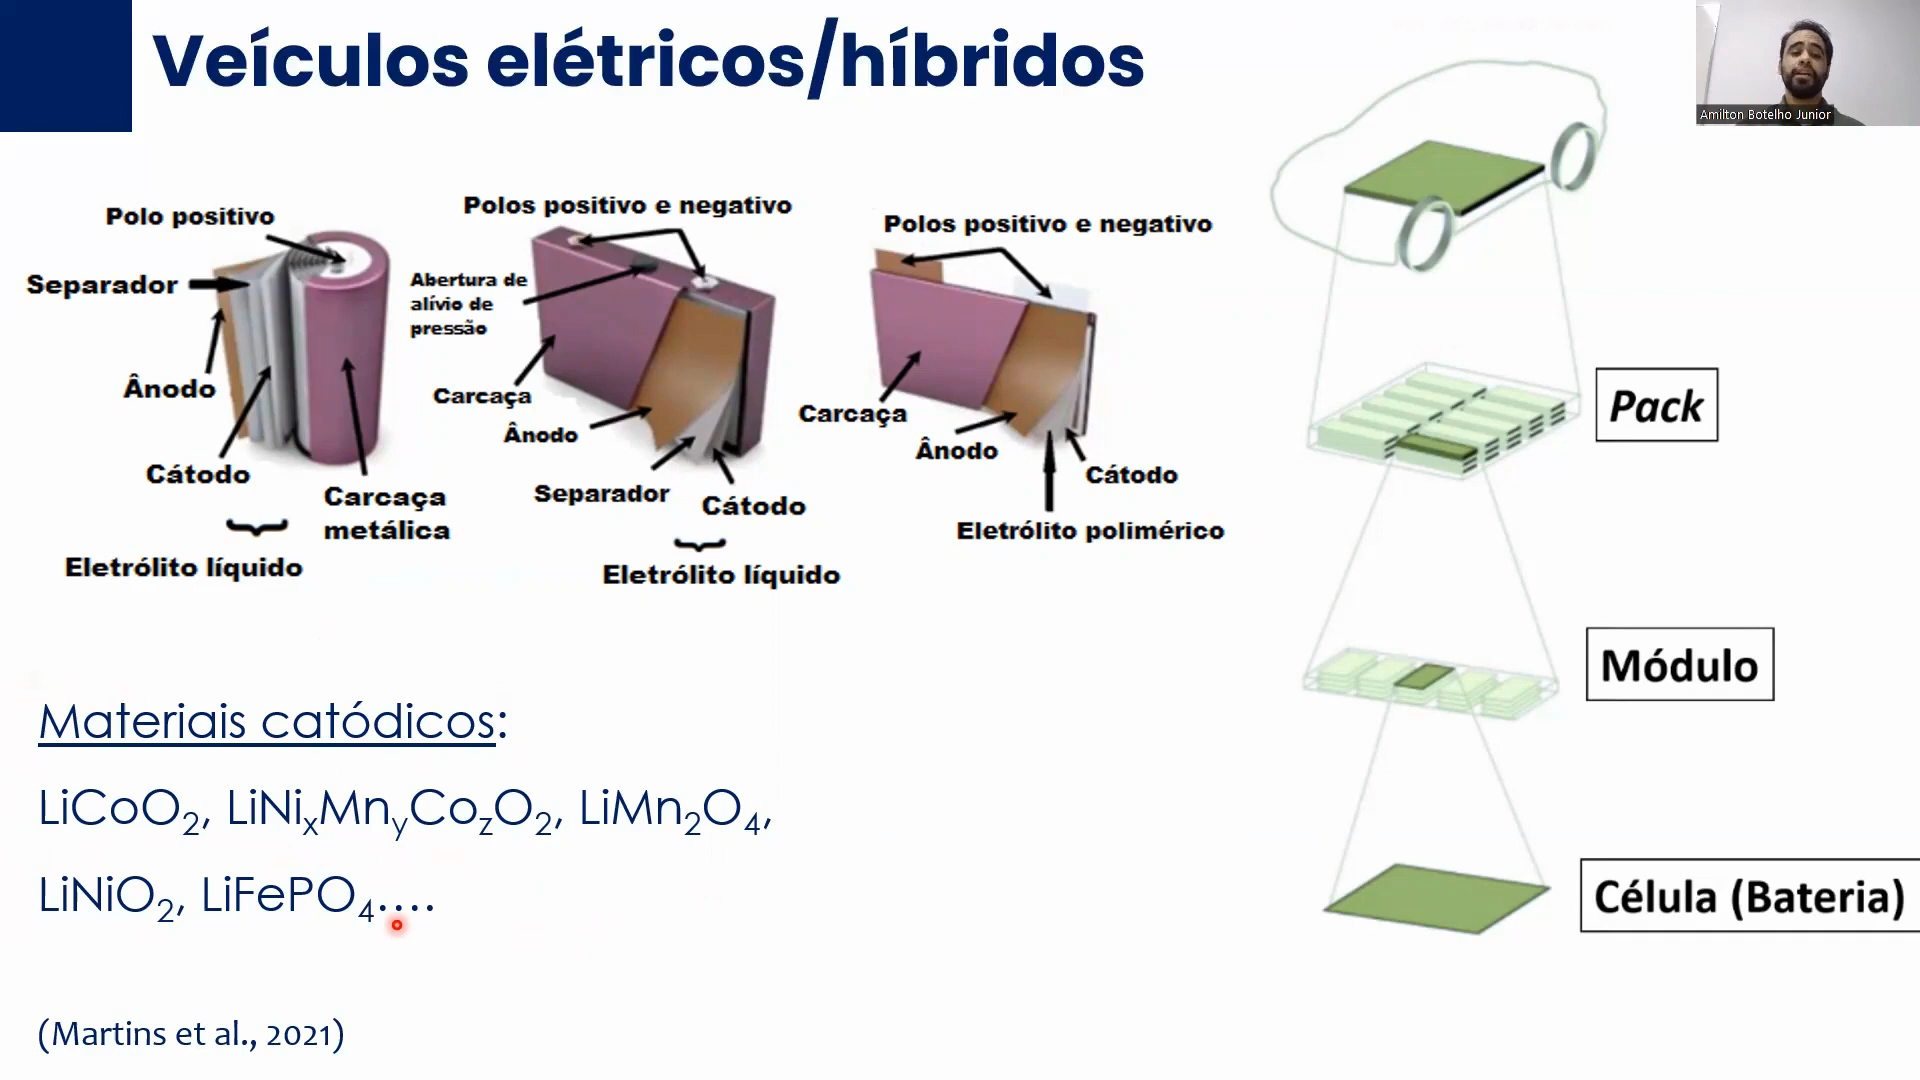 Veículos elétricos/híbridos
Amilton Botelho Junior
Polo positivo
Separador
Ânodo
Cátodo
Carcaça
metálica
Eletrólito líquido
Polos positivo e negativo
Abertura de
alívio de
pressão
Carcaça
Ânodo
Separador
Cátodo
Eletrólito líquido
Polos positivo e negativo
Carcaça
Ânodo
Cátodo
Eletrólito polimérico
Pack
Módulo
Célula (Bateria)
Materiais catódicos:
LiCoO₂, LiNiₓMnᵧCo_zO₂, LiMn₂O₄,
LiNiO₂, LiFePO₄....
(Martins et al., 2021)